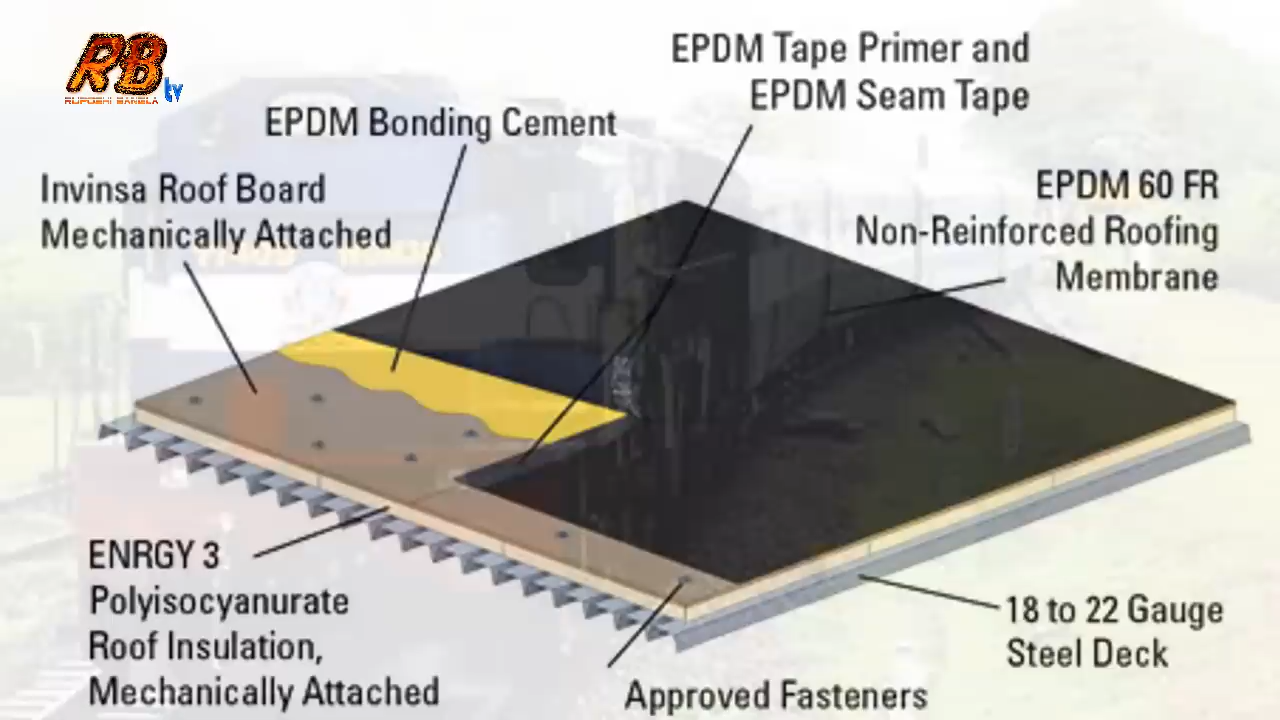 RB tv
RUPOSHI BANGLA
EPDM Tape Primer and
EPDM Seam Tape
EPDM Bonding Cement
Invinsa Roof Board
Mechanically Attached
EPDM 60 FR
Non-Reinforced Roofing
Membrane
ENRGY 3
Polyisocyanurate
Roof Insulation,
Mechanically Attached
18 to 22 Gauge
Steel Deck
Approved Fasteners